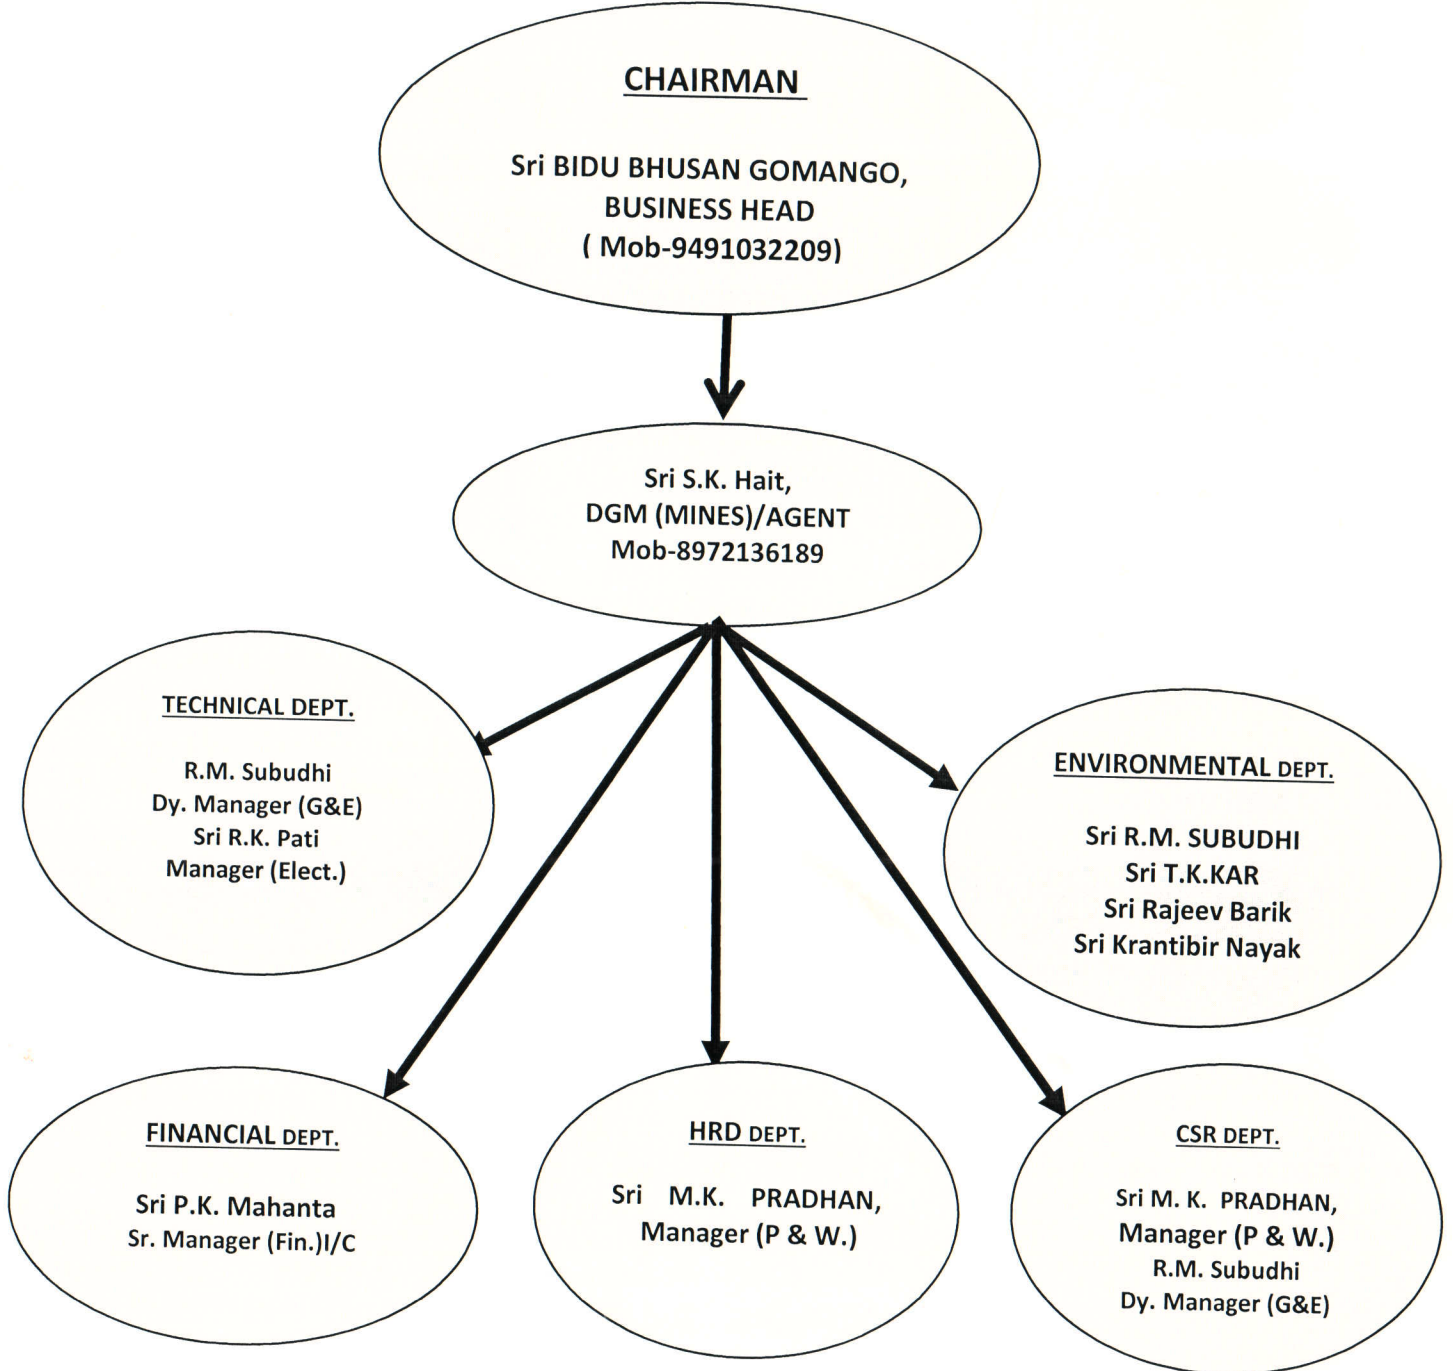 CHAIRMAN
Sri BIDU BHUSAN GOMANGO,
BUSINESS HEAD
( Mob-9491032209)
Sri S.K. Hait,
DGM (MINES)/AGENT
Mob-8972136189
TECHNICAL DEPT.
R.M. Subudhi
Dy. Manager (G&E)
Sri R.K. Pati
Manager (Elect.)
ENVIRONMENTAL DEPT.
Sri R.M. SUBUDHI
Sri T.K.KAR
Sri Rajeev Barik
Sri Krantibir Nayak
FINANCIAL DEPT.
Sri P.K. Mahanta
Sr. Manager (Fin.)I/C
HRD DEPT.
Sri M.K. PRADHAN,
Manager (P & W.)
CSR DEPT.
Sri M. K. PRADHAN,
Manager (P & W.)
R.M. Subudhi
Dy. Manager (G&E)